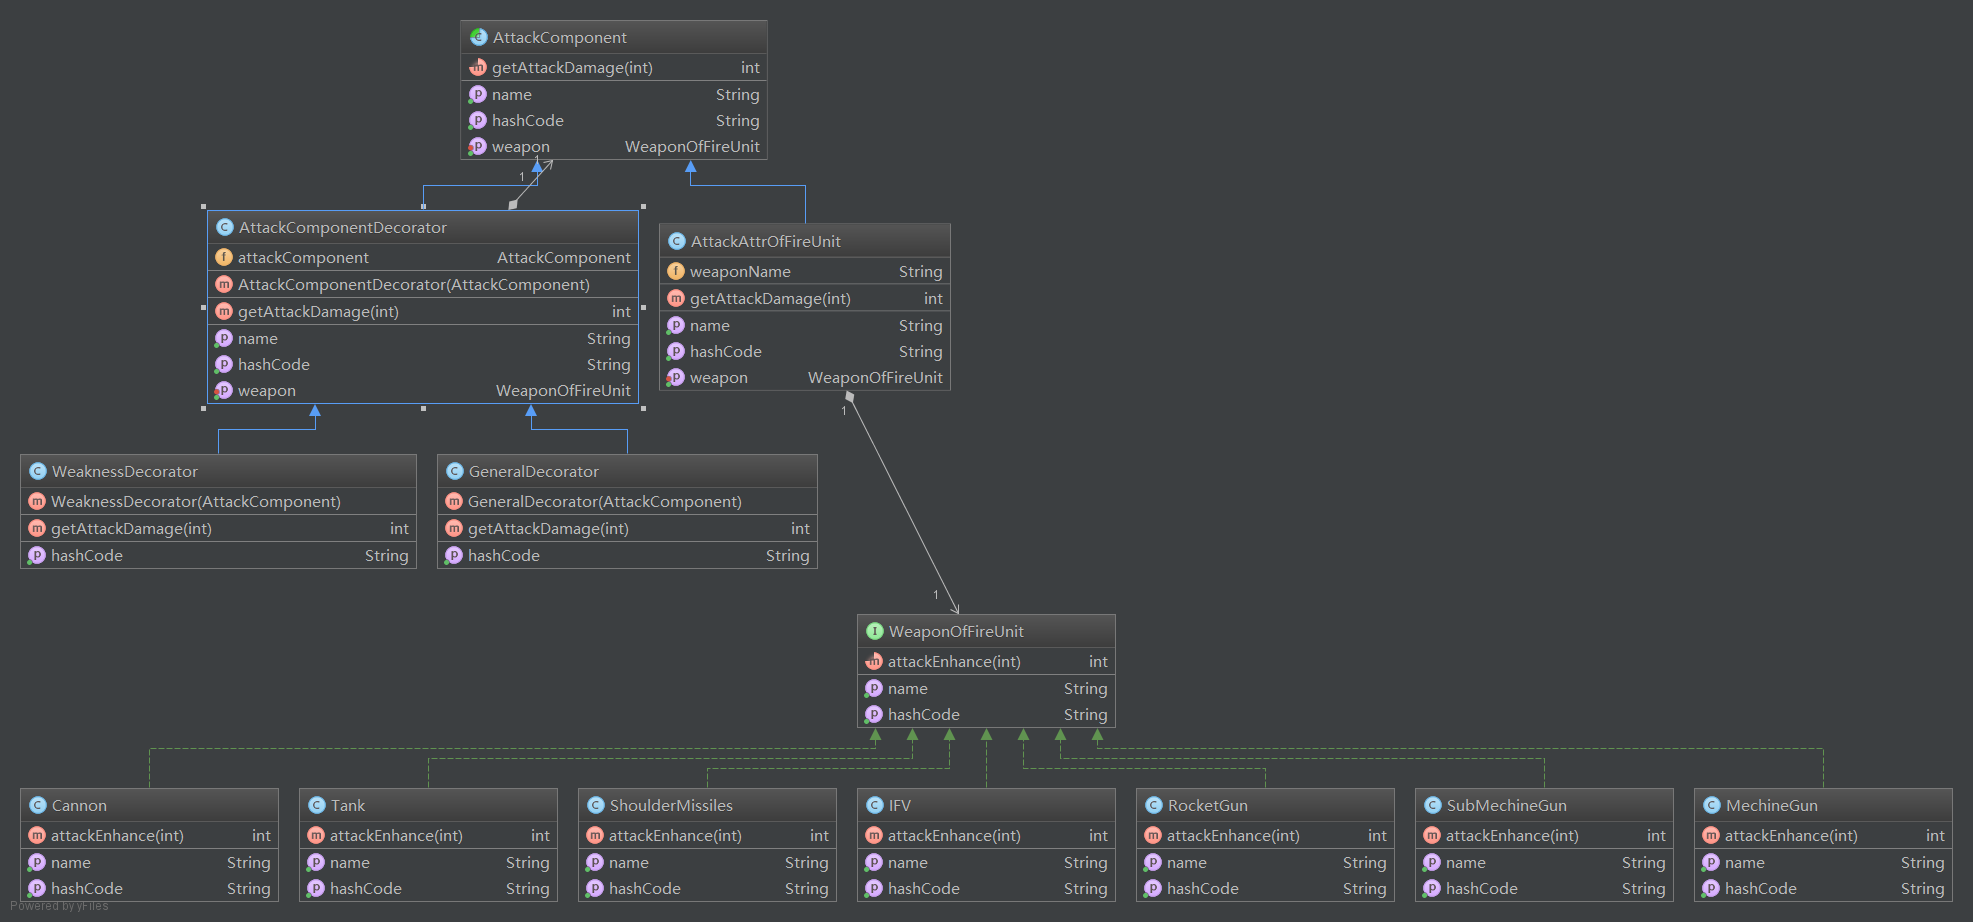 AttackComponent
getAttackDamage(int) int
name String
hashCode String
weapon WeaponOfFireUnit
1
1
AttackComponentDecorator
attackComponent AttackComponent
AttackComponentDecorator(AttackComponent)
getAttackDamage(int) int
name String
hashCode String
weapon WeaponOfFireUnit
AttackAttrOfFireUnit
weaponName String
getAttackDamage(int) int
name String
hashCode String
weapon WeaponOfFireUnit
1
WeaknessDecorator
WeaknessDecorator(AttackComponent)
getAttackDamage(int) int
hashCode String
GeneralDecorator
GeneralDecorator(AttackComponent)
getAttackDamage(int) int
hashCode String
1
WeaponOfFireUnit
attackEnhance(int) int
name String
hashCode String
Cannon
attackEnhance(int) int
name String
hashCode String
Tank
attackEnhance(int) int
name String
hashCode String
ShoulderMissiles
attackEnhance(int) int
name String
hashCode String
IFV
attackEnhance(int) int
name String
hashCode String
RocketGun
attackEnhance(int) int
name String
hashCode String
SubMechineGun
attackEnhance(int) int
name String
hashCode String
MechineGun
attackEnhance(int) int
name String
hashCode String
Powered by yFiles